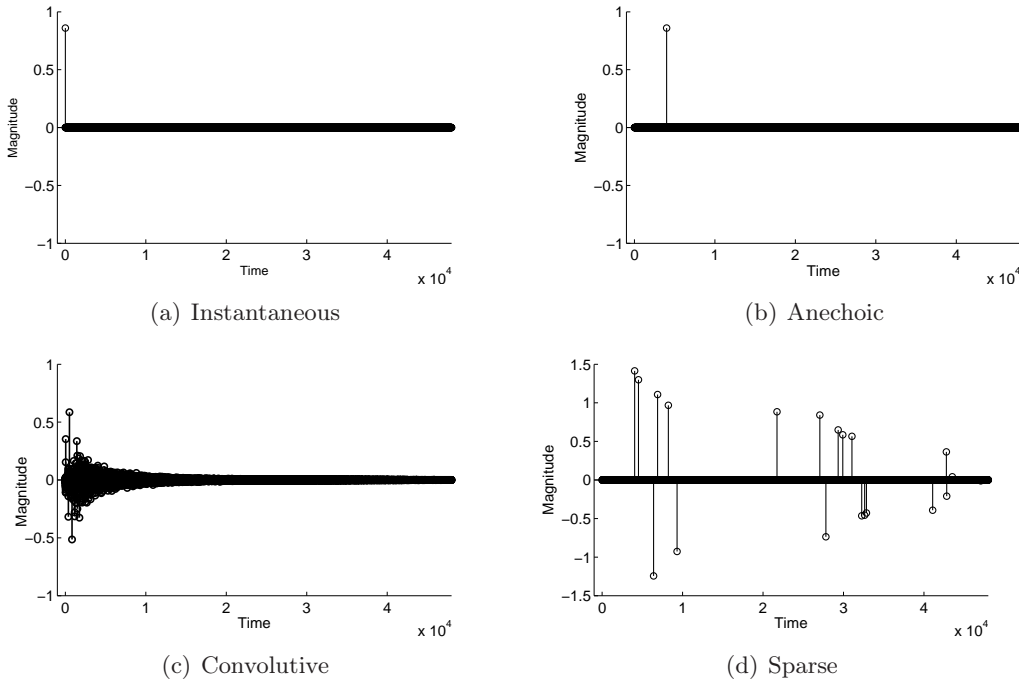 1
0.5
0
−0.5
−1
Magnitude
0 1 2 3 4
Time
x 10^4
(a) Instantaneous
1
0.5
0
−0.5
−1
Magnitude
0 1 2 3 4
Time
x 10^4
(b) Anechoic
1
0.5
0
−0.5
−1
Magnitude
0 1 2 3 4
Time
x 10^4
(c) Convolutive
1.5
1
0.5
0
−0.5
−1
−1.5
Magnitude
0 1 2 3 4
Time
x 10^4
(d) Sparse